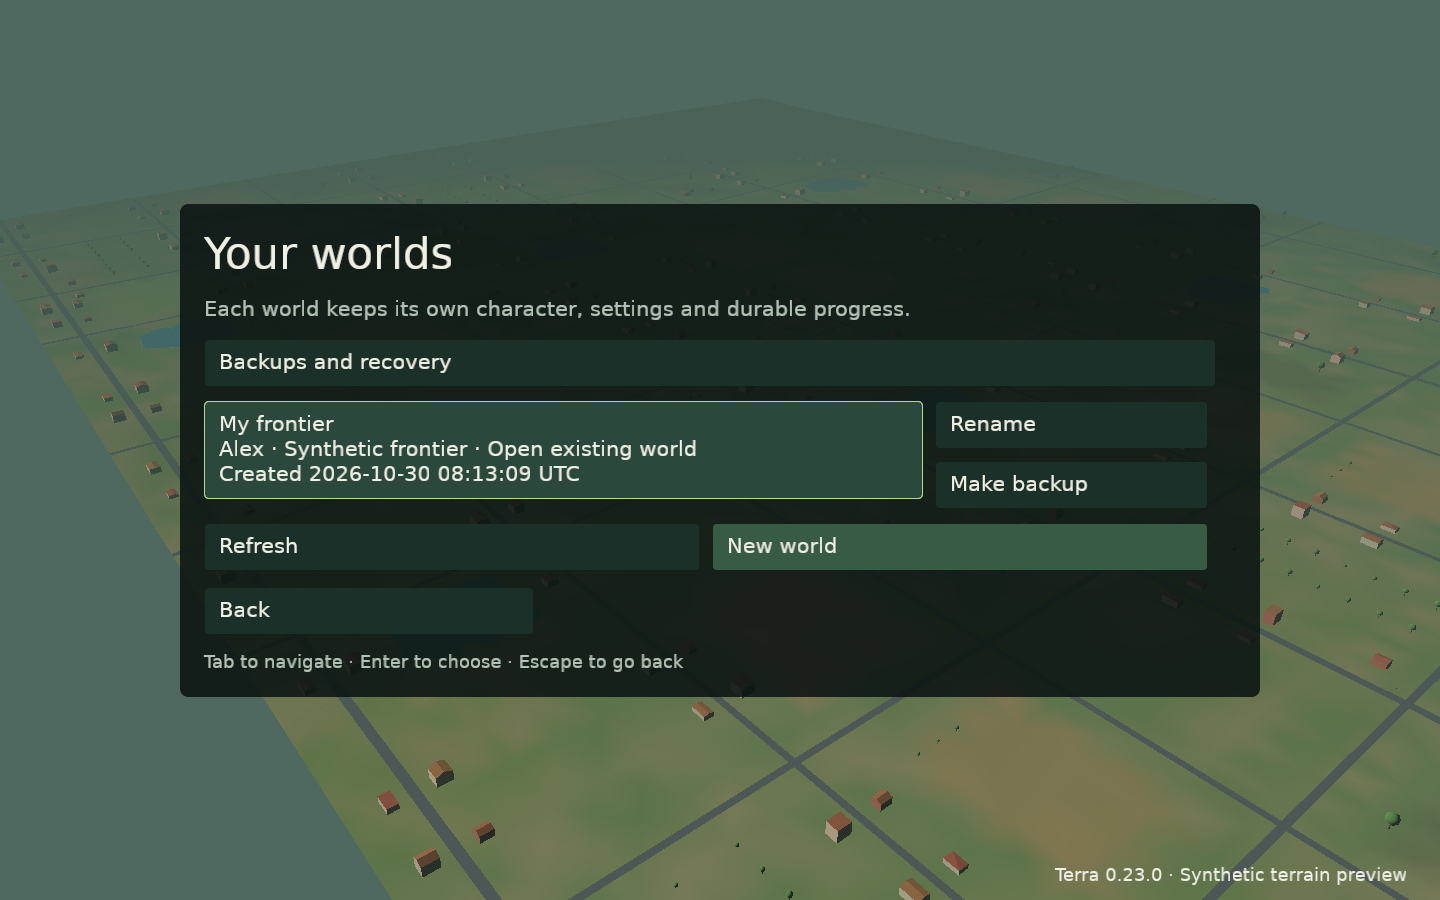 Your worlds
Each world keeps its own character, settings and durable progress.
Backups and recovery
My frontier
Alex · Synthetic frontier · Open existing world
Created 2026-10-30 08:13:09 UTC
Rename
Make backup
Refresh
New world
Back
Tab to navigate · Enter to choose · Escape to go back
Terra 0.23.0 · Synthetic terrain preview